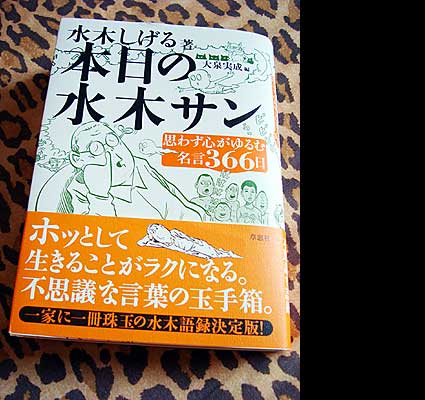 水木しげる 著
本日の
大泉実成 編
水木サン
思わず心がゆるむ
名言366日
草思社
ホッとして
生きることがラクになる。
不思議な言葉の玉手箱。
一家に一冊珠玉の水木語録決定版!